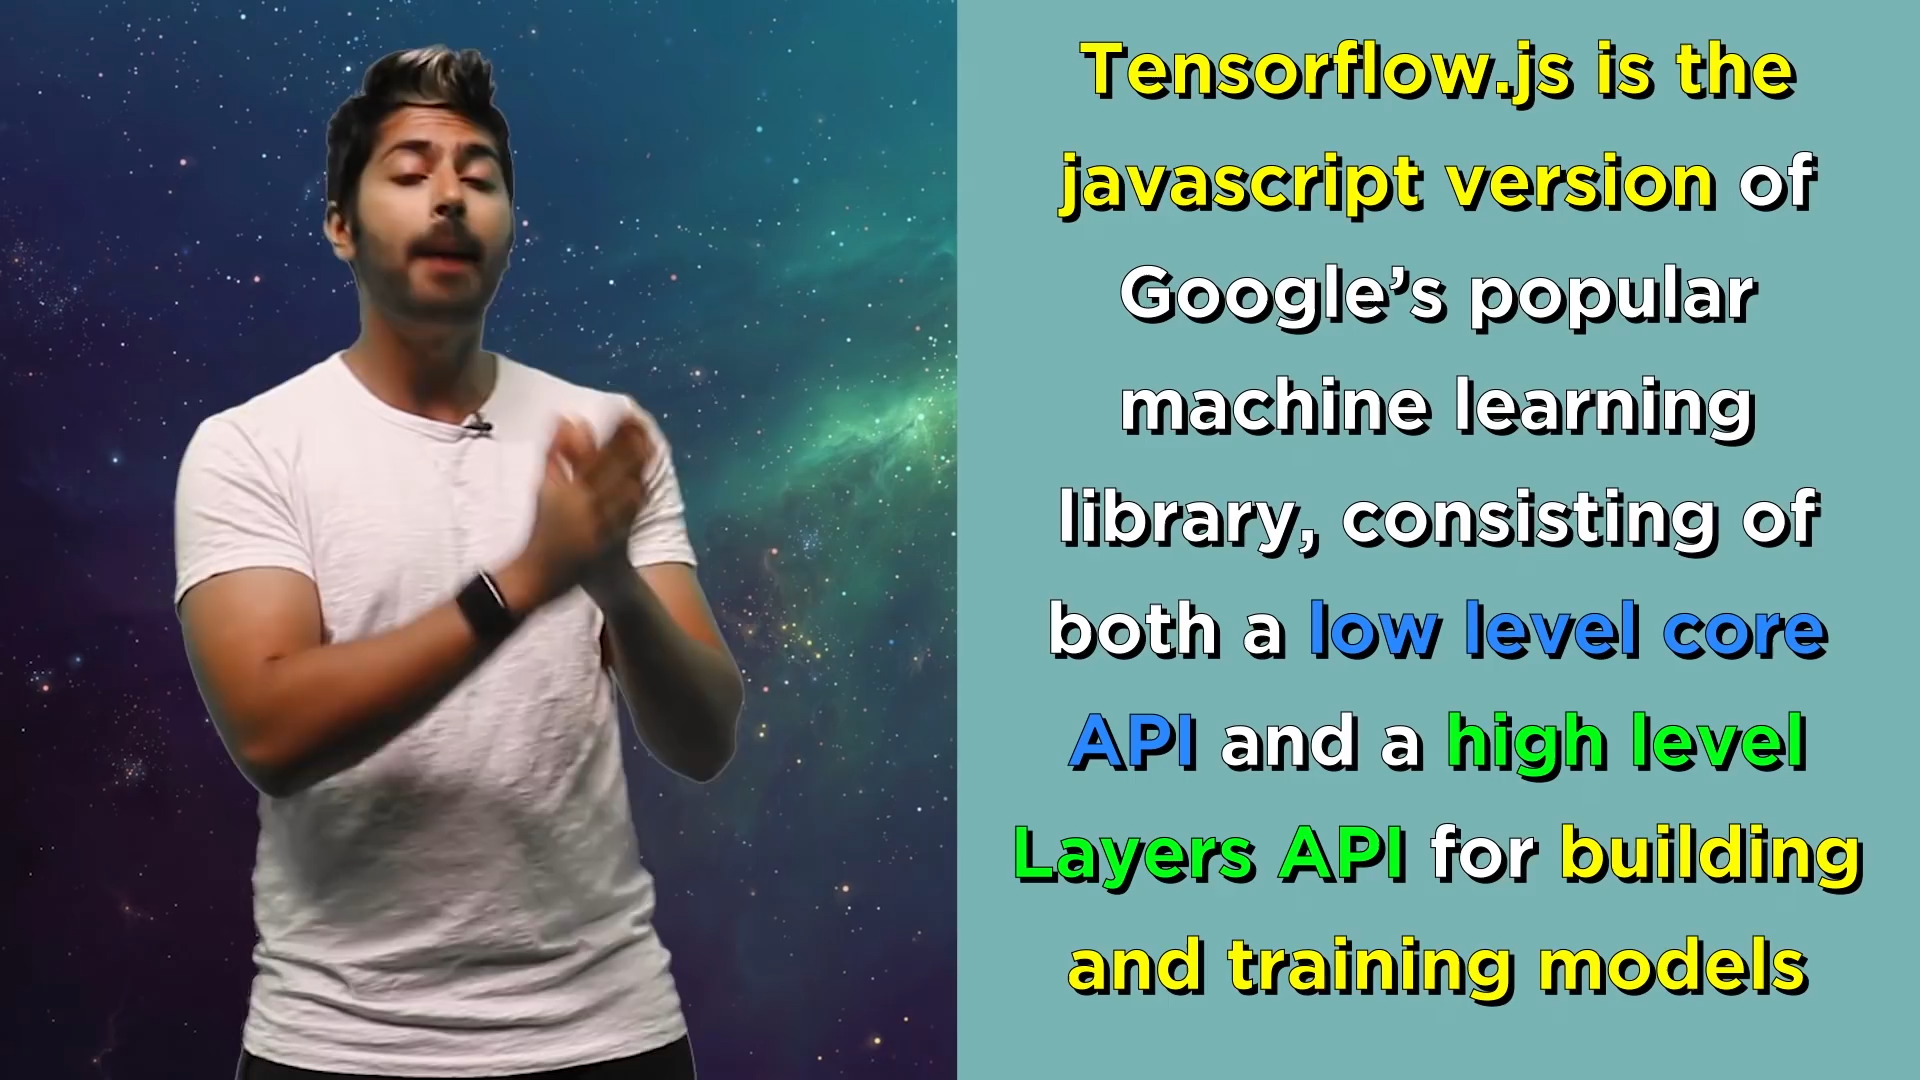 Tensorflow.js is the
javascript version of
Google’s popular
machine learning
library, consisting of
both a low level core
API and a high level
Layers API for building
and training models